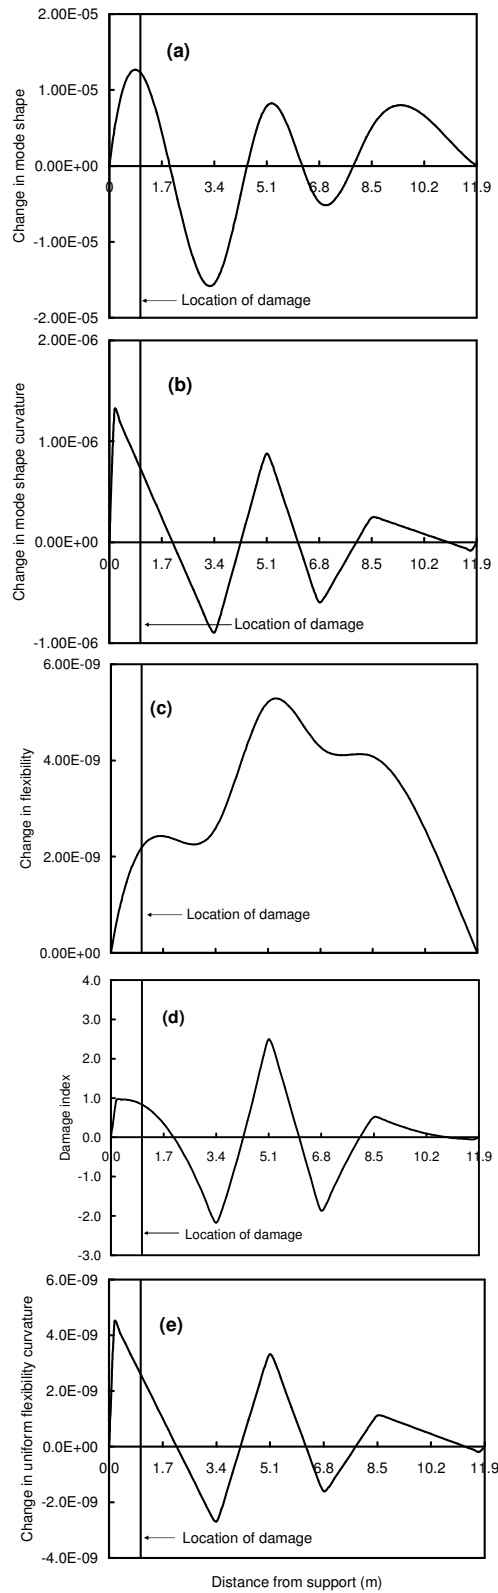 2.00E-05
(a)
1.00E-05
Change in mode shape
0.00E+00
0 1.7 3.4 5.1 6.8 8.5 10.2 11.9
-1.00E-05
Location of damage
-2.00E-05
2.00E-06
(b)
Change in mode shape curvature
1.00E-06
0.00E+00
0.0 1.7 3.4 5.1 6.8 8.5 10.2 11.9
Location of damage
-1.00E-06
6.00E-09
(c)
Change in flexibility
4.00E-09
2.00E-09
Location of damage
0.00E+00
4.0
(d)
3.0
2.0
Damage index
1.0
0.0
0.0 1.7 3.4 5.1 6.8 8.5 10.2 11.9
-1.0
-2.0
Location of damage
-3.0
6.0E-09
(e)
Change in uniform flexibility curvature
4.0E-09
2.0E-09
0.0E+00
0.0 1.7 3.4 5.1 6.8 8.5 10.2 11.9
-2.0E-09
Location of damage
-4.0E-09
Distance from support (m)